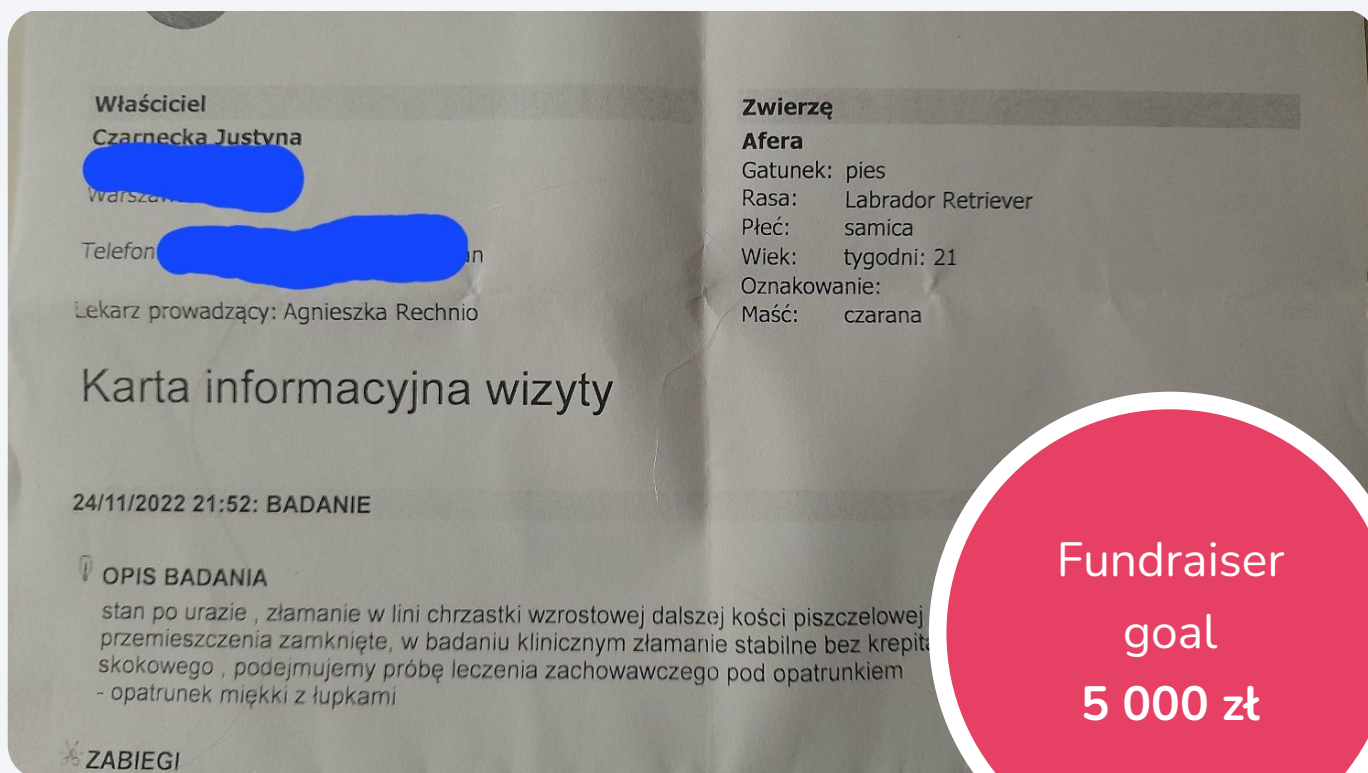 Właściciel
Czarnecka Justyna
Telefon
Lekarz prowadzący: Agnieszka Rechnio
Zwierzę
Afera
Gatunek: pies
Rasa: Labrador Retriever
Płeć: samica
Wiek: tygodni: 21
Oznakowanie:
Maść: czarana
Karta informacyjna wizyty
24/11/2022 21:52: BADANIE
OPIS BADANIA
stan po urazie , złamanie w lini chrzastki wzrostowej dalszej kości piszczelowej
przemieszczenia zamknięte, w badaniu klinicznym złamanie stabilne bez
skokowego , podejmujemy próbę leczenia zachowawczego pod opatrunkiem
- opatrunek miękki z łupkami
ZABIEGI
Fundraiser
goal
5 000 zł